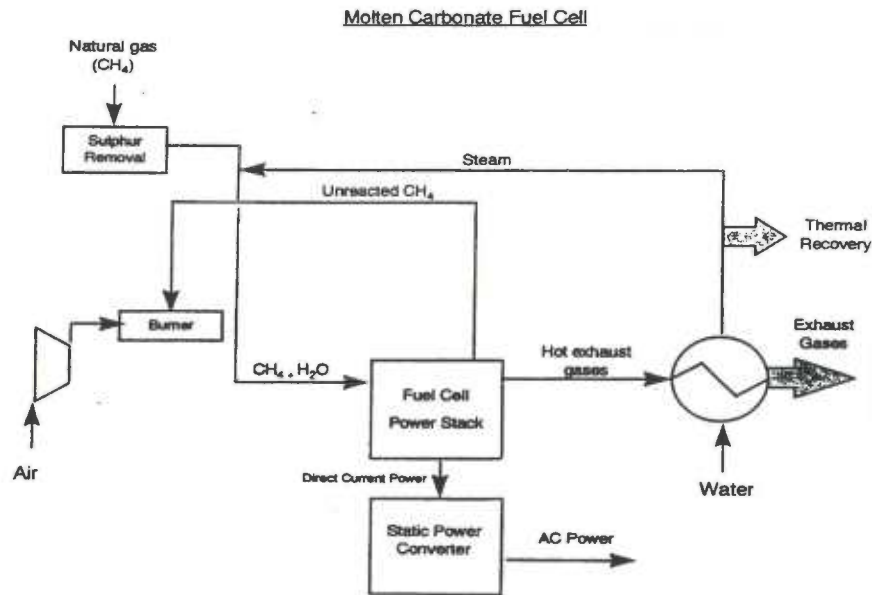 Molten Carbonate Fuel Cell
Natural gas
(CH₄)
Sulphur
Removal
Steam
Unreacted CH₄
Thermal
Recovery
Burner
Exhaust
Gases
Hot exhaust
gases
CH₄ + H₂O
Fuel Cell
Power Stack
Air
Direct Current Power
Water
Static Power
Converter
AC Power